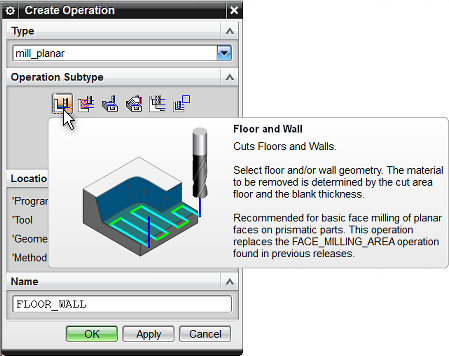 Create Operation
Type
mill_planar
Operation Subtype
Floor and Wall
Cuts Floors and Walls.
Select floor and/or wall geometry. The material
to be removed is determined by the cut area
floor and the blank thickness.
Recommended for basic face milling of planar
faces on prismatic parts. This operation
replaces the FACE_MILLING_AREA operation
found in previous releases.
Locatio
'Progra
'Tool
'Geome
'Method
Name
FLOOR_WALL
OK
Apply
Cancel